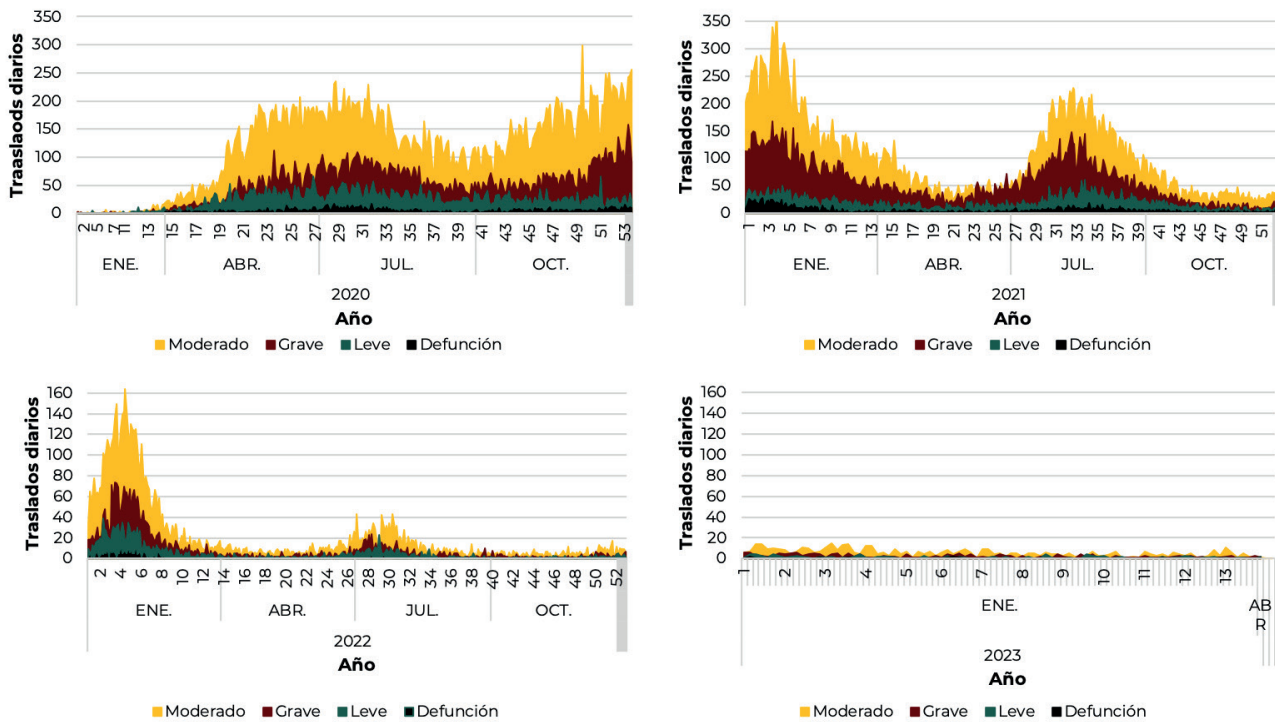 Traslaods diarios
350
300
250
200
150
100
50
0
2 5 7 11 13 15 17 19 21 23 25 27 29 31 33 35 37 39 41 43 45 47 49 51 53
ENE. ABR. JUL. OCT.
2020
Año
Moderado Grave Leve Defunción
Traslados diarios
350
300
250
200
150
100
50
0
1 3 5 7 9 11 13 15 17 19 21 23 25 27 29 31 33 35 37 39 41 43 45 47 49 51
ENE. ABR. JUL. OCT.
2021
Año
Moderado Grave Leve Defunción
Traslados diarios
160
140
120
100
80
60
40
20
0
2 4 6 8 10 12 14 16 18 20 22 24 26 28 30 32 34 36 38 40 42 44 46 48 50 52
ENE. ABR. JUL. OCT.
2022
Año
Moderado Grave Leve Defunción
Traslados diarios
160
140
120
100
80
60
40
20
0
1 2 3 4 5 6 7 8 9 10 11 12 13
ENE. AB
R
2023
Año
Moderado Grave Leve Defunción